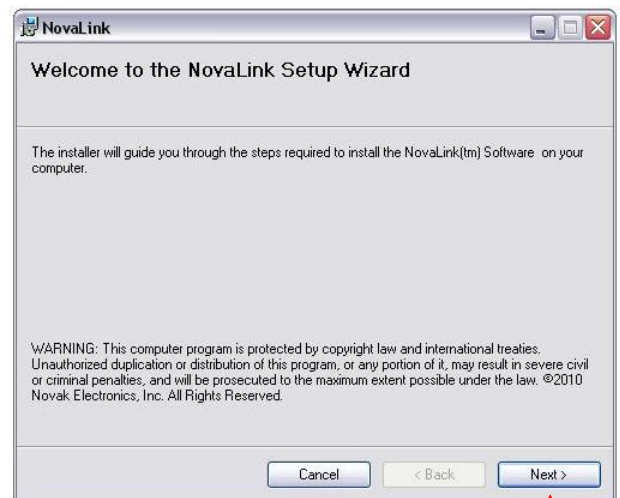 NovaLink
Welcome to the NovaLink Setup Wizard
The installer will guide you through the steps required to install the NovaLink(tm) Software on your
computer.
WARNING: This computer program is protected by copyright law and international treaties.
Unauthorized duplication or distribution of this program, or any portion of it, may result in severe civil
or criminal penalties, and will be prosecuted to the maximum extent possible under the law. ©2010
Novak Electronics, Inc. All Rights Reserved.
Cancel < Back Next >